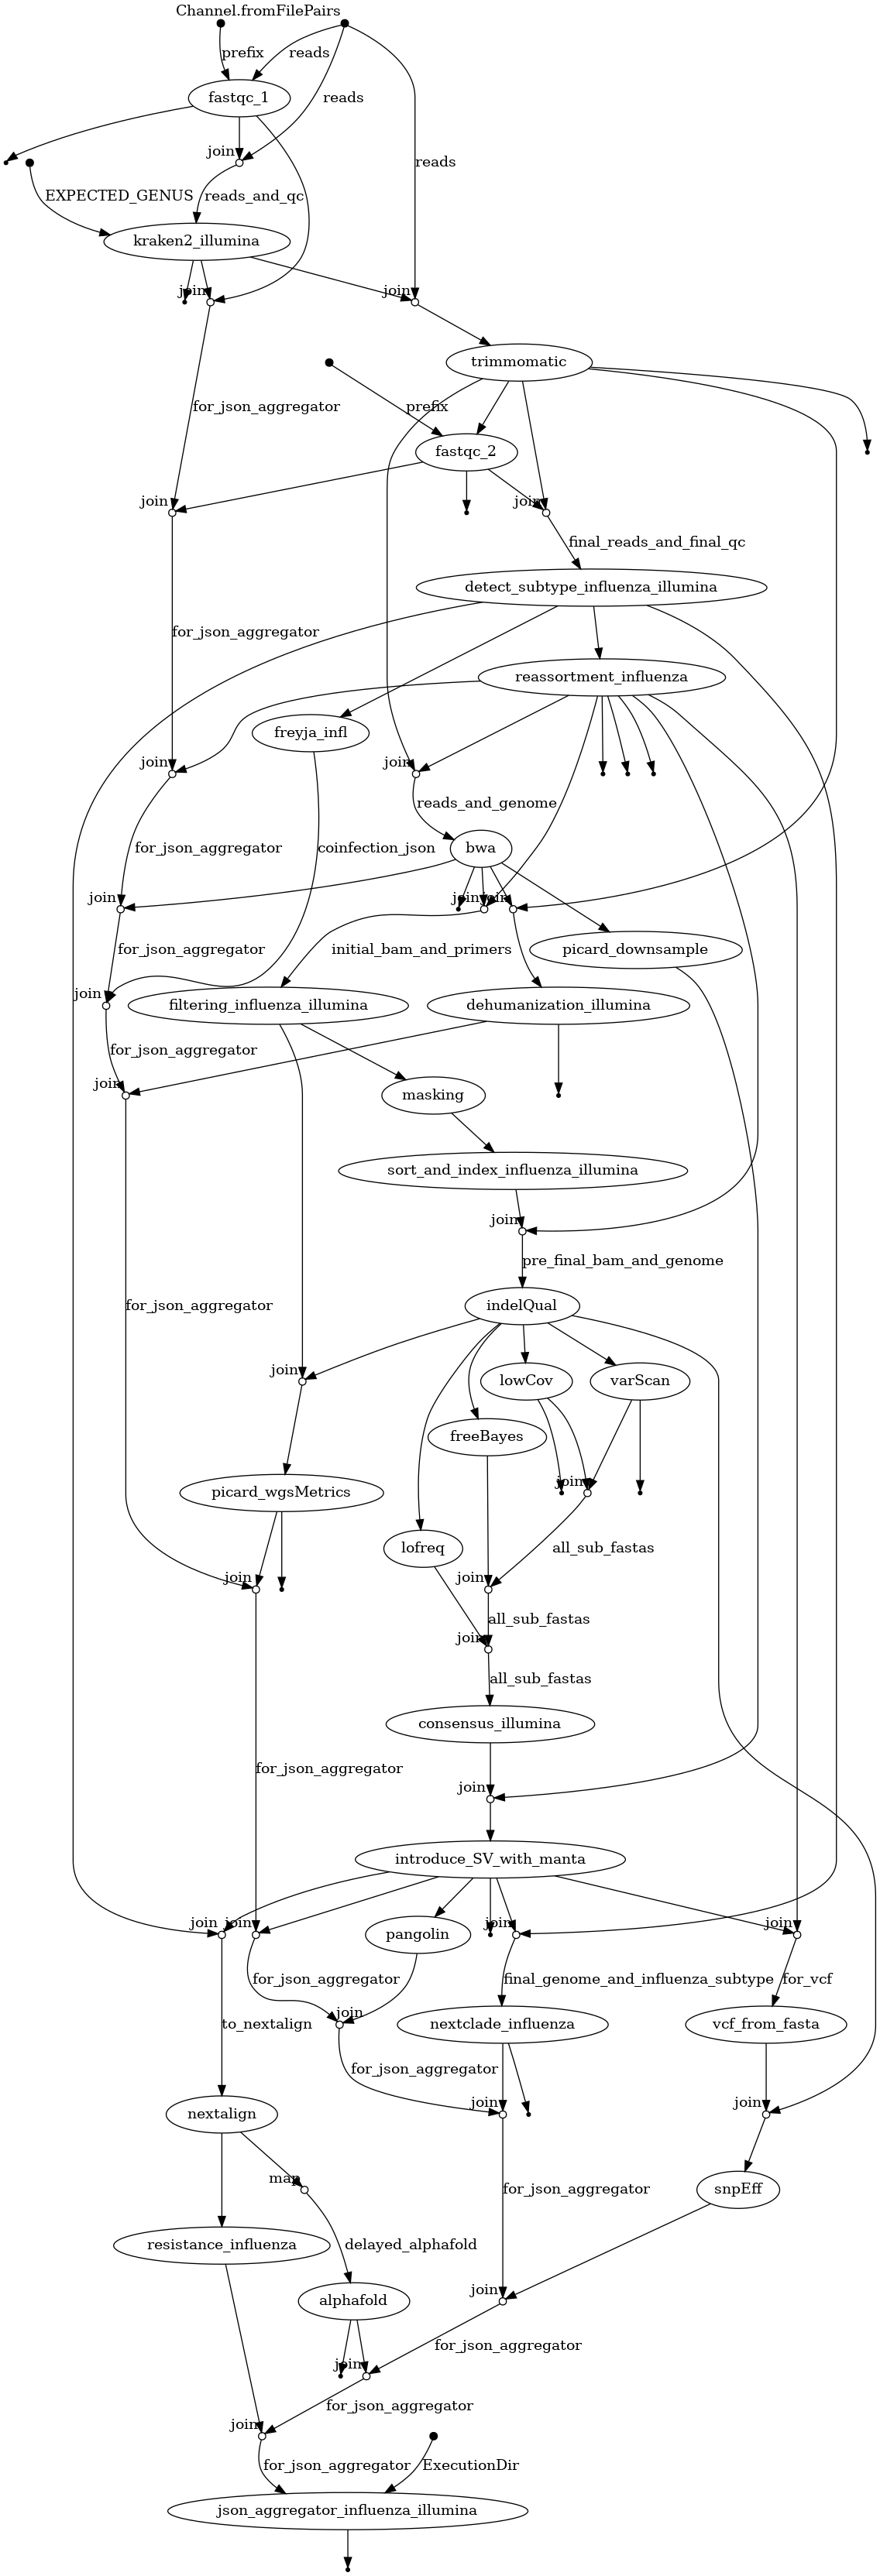 Channel.fromFilePairs
prefix
reads
fastqc_1
reads
join
reads
EXPECTED_GENUS
reads_and_qc
kraken2_illumina
join
join
trimmomatic
for_json_aggregator
prefix
fastqc_2
join
join
final_reads_and_final_qc
detect_subtype_influenza_illumina
for_json_aggregator
reassortment_influenza
freyja_infl
join
join
reads_and_genome
for_json_aggregator
coinfection_json
bwa
join
join
join
for_json_aggregator
initial_bam_and_primers
picard_downsample
join
filtering_influenza_illumina
dehumanization_illumina
for_json_aggregator
join
masking
sort_and_index_influenza_illumina
join
pre_final_bam_and_genome
for_json_aggregator
indelQual
join
lowCov
varScan
freeBayes
join
picard_wgsMetrics
lofreq
all_sub_fastas
join
join
all_sub_fastas
join
all_sub_fastas
consensus_illumina
for_json_aggregator
join
introduce_SV_with_manta
join
join
pangolin
join
join
for_json_aggregator
final_genome_and_influenza_subtype
for_vcf
join
to_nextalign
nextclade_influenza
vcf_from_fasta
for_json_aggregator
join
join
nextalign
map
for_json_aggregator
snpEff
resistance_influenza
delayed_alphafold
join
alphafold
for_json_aggregator
join
for_json_aggregator
join
for_json_aggregator
ExecutionDir
json_aggregator_influenza_illumina